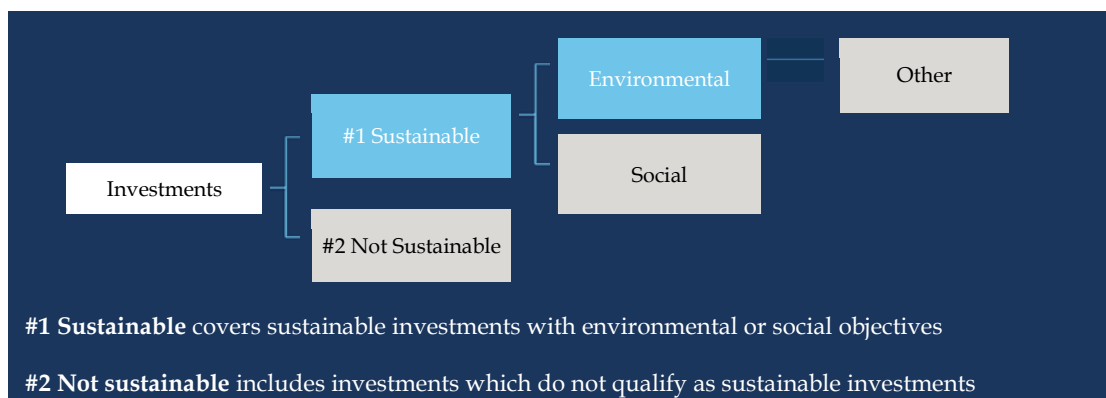 Environmental
Other
#1 Sustainable
Social
Investments
#2 Not Sustainable
#1 Sustainable covers sustainable investments with environmental or social objectives
#2 Not sustainable includes investments which do not qualify as sustainable investments